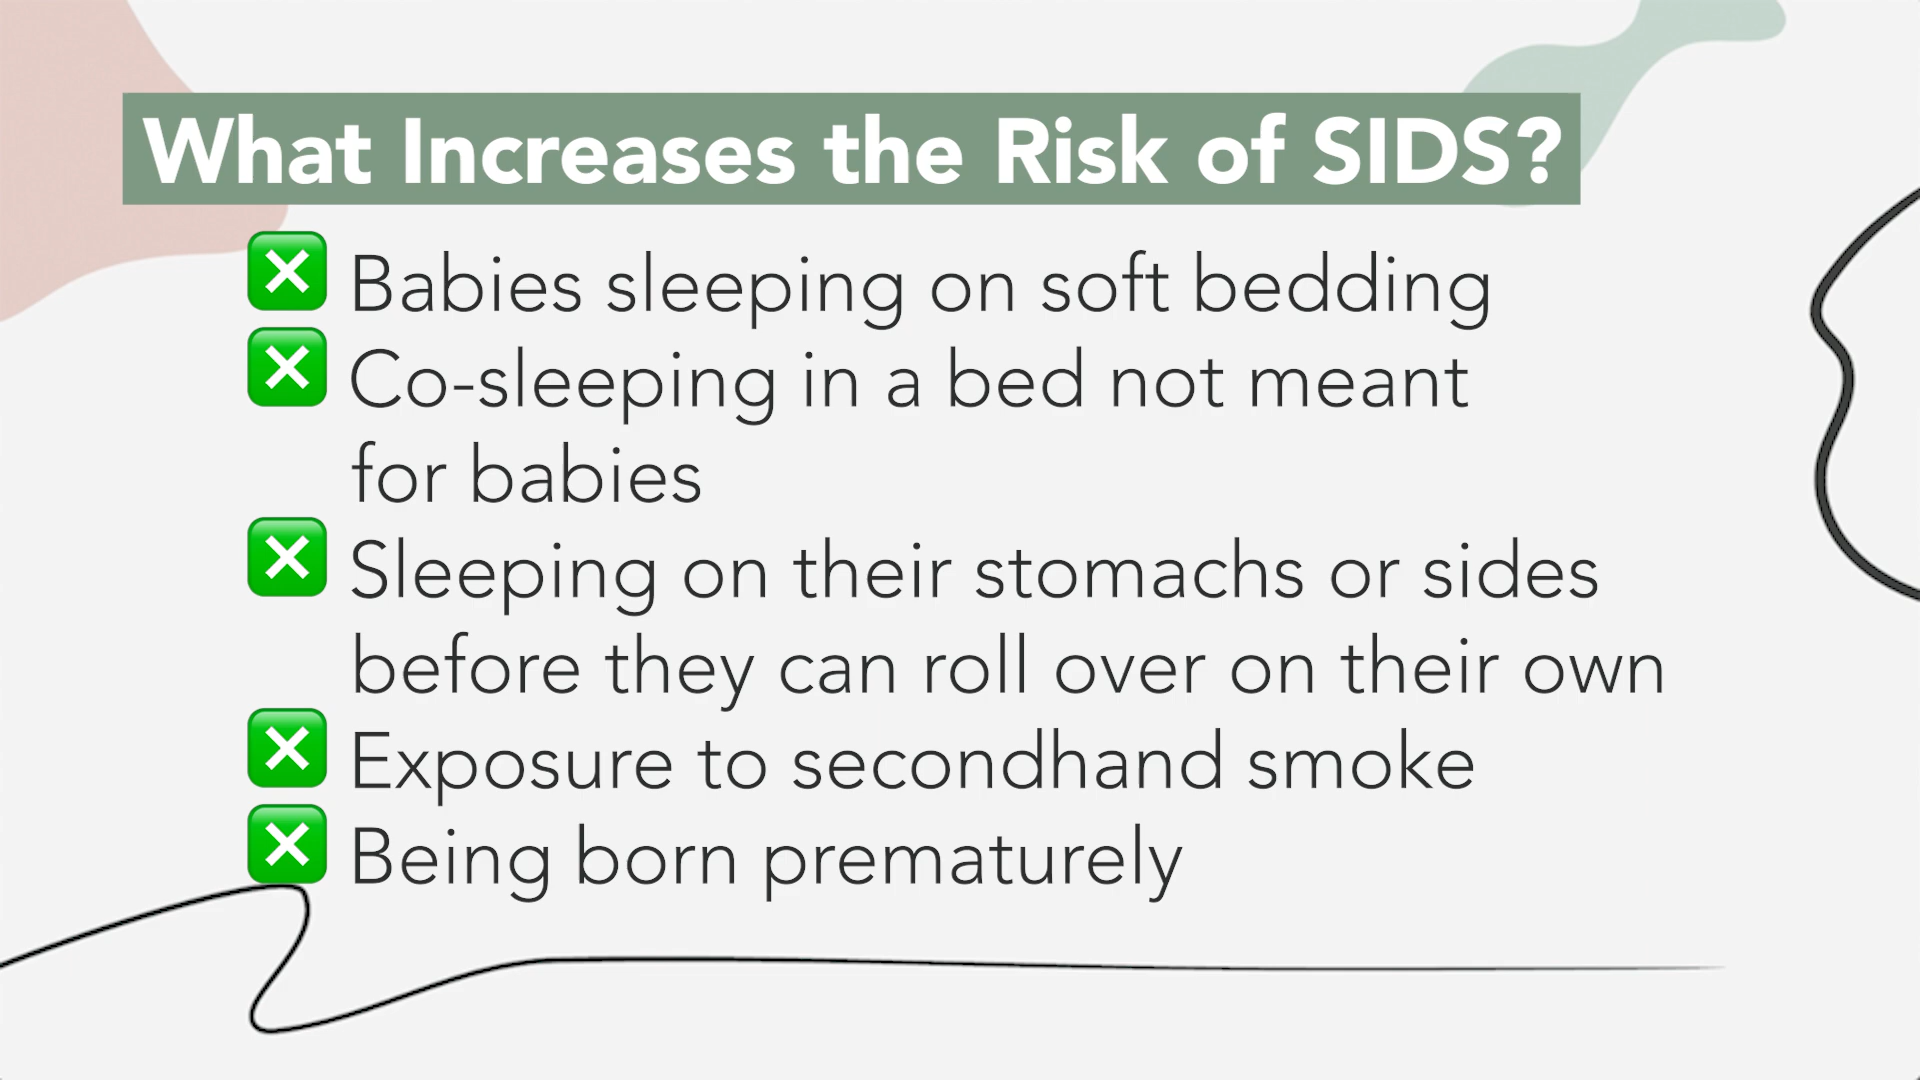 What Increases the Risk of SIDS?
❎ Babies sleeping on soft bedding
❎ Co-sleeping in a bed not meant
for babies
❎ Sleeping on their stomachs or sides
before they can roll over on their own
❎ Exposure to secondhand smoke
❎ Being born prematurely